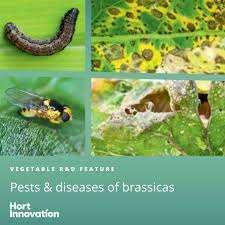 VEGETABLE R&D FEATURE
Pests & diseases of brassicas
Hort
Innovation